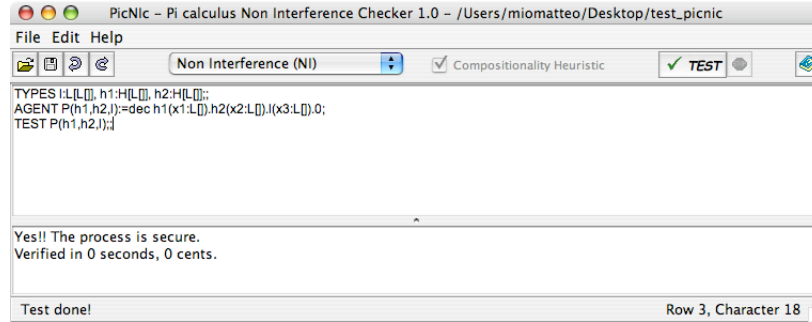 PicNIc – Pi calculus Non Interference Checker 1.0 – /Users/miomatteo/Desktop/test_picnic
File Edit Help
Non Interference (NI) Compositionality Heuristic TEST
TYPES l:L[L[]], h1:H[L[]], h2:H[L[]];;
AGENT P(h1,h2,l):=dec h1(x1:L[]).h2(x2:L[]).l(x3:L[]).0;
TEST P(h1,h2,l);;
Yes!! The process is secure.
Verified in 0 seconds, 0 cents.
Test done! Row 3, Character 18